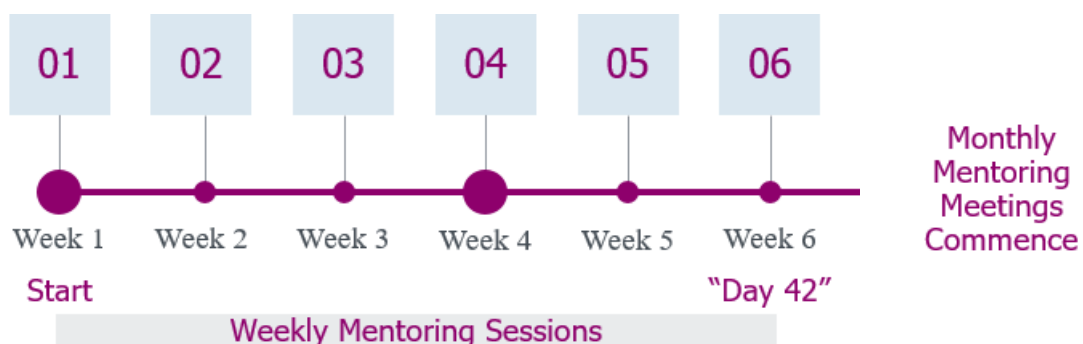 01 02 03 04 05 06
Week 1 Week 2 Week 3 Week 4 Week 5 Week 6
Start “Day 42”
Weekly Mentoring Sessions
Monthly
Mentoring
Meetings
Commence